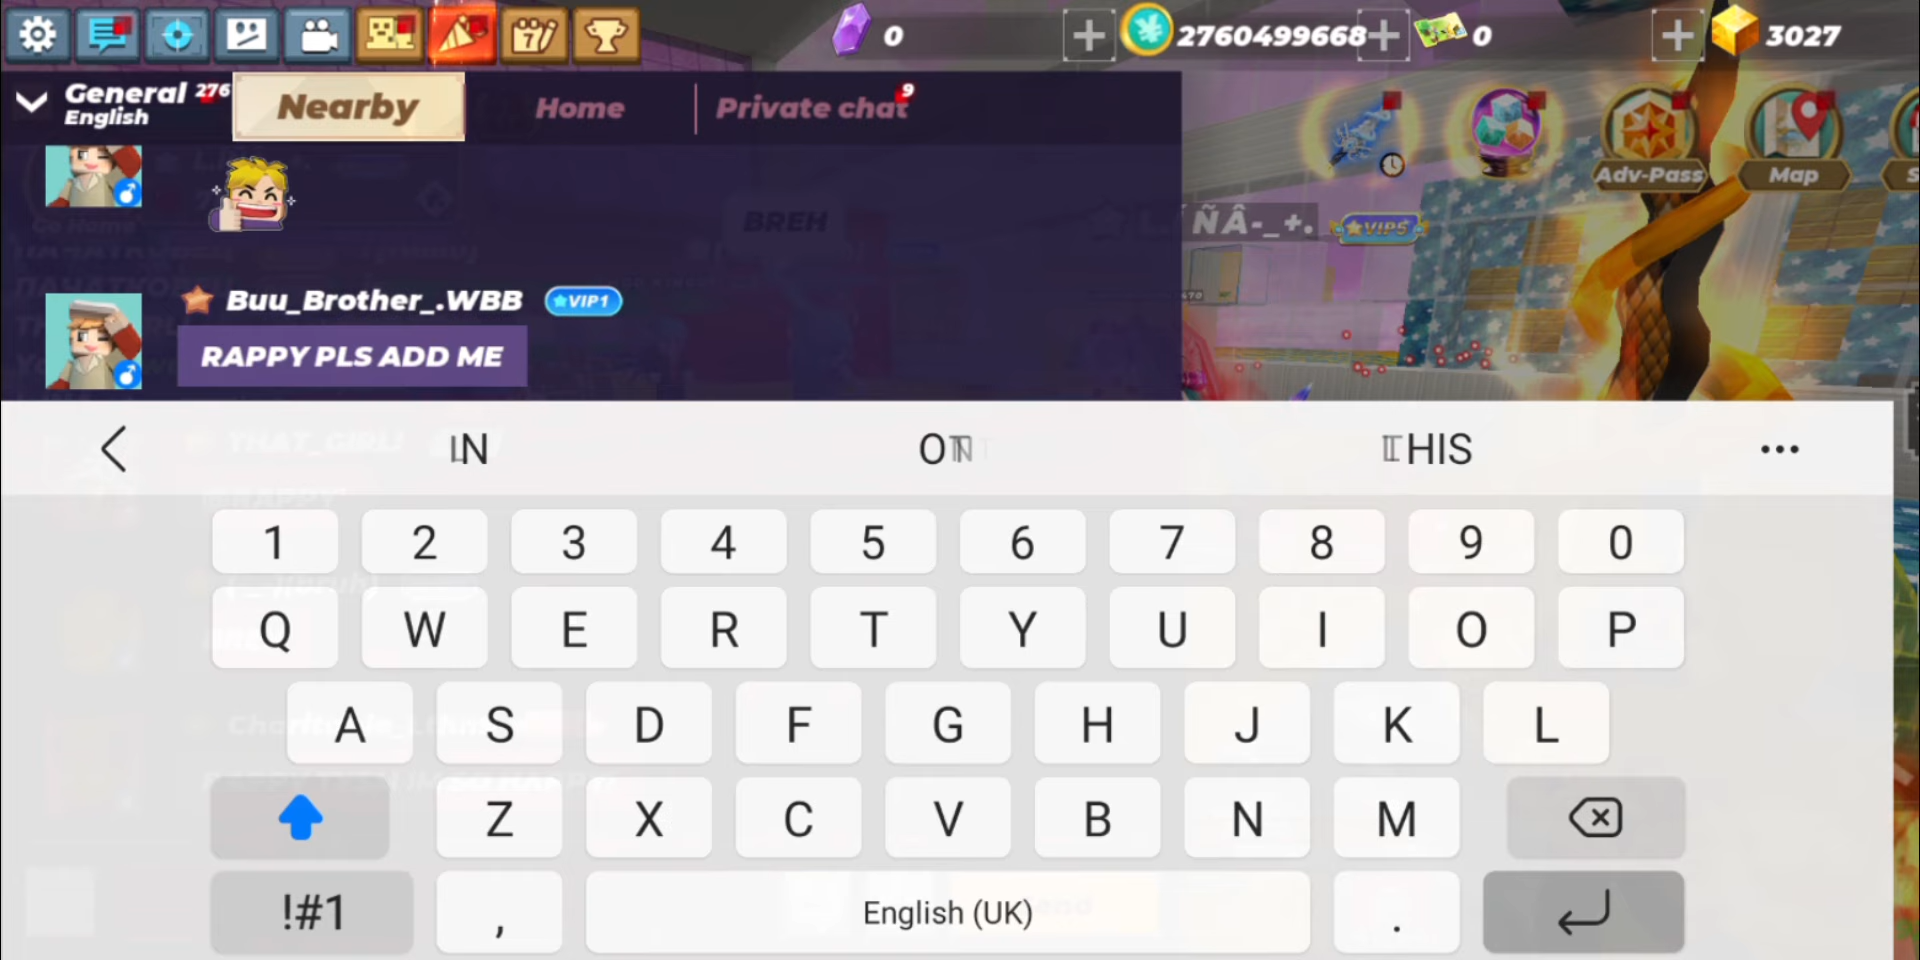 7
0
2760499668
0
3027
General 276
English
Nearby
Home
Private chat 9
BREH
ÑÂ-_+.
VIP5
Adv-Pass
Map
Buu_Brother_.WBB
VIP1
RAPPY PLS ADD ME
THAT_GIRL
THIS
1 2 3 4 5 6 7 8 9 0
Q W E R T Y U I O P
A S D F G H J K L
Z X C V B N M
!#1 , English (UK) .